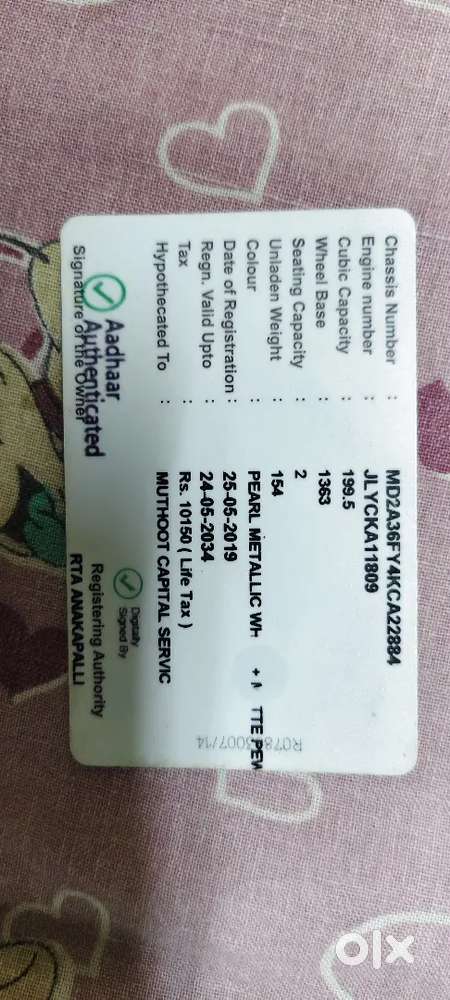 Chassis Number : MD2A36FY4KCA22884
Engine number : JLYCKA11809
Cubic Capacity : 199.5
Wheel Base : 1363
Seating Capacity : 2
Unladen Weight : 154
Colour : PEARL METALLIC WH + M TTE PEW
Date of Registration : 25-05-2019
Regn. Valid Upto : 24-05-2034
Tax : Rs. 10150 ( Life Tax )
Hypothecated To : MUTHOOT CAPITAL SERVIC
Aadhaar
Authenticated
Signature of the Owner
Digitally
Signed By
Registering Authority
RTA ANAKAPALLI
olx